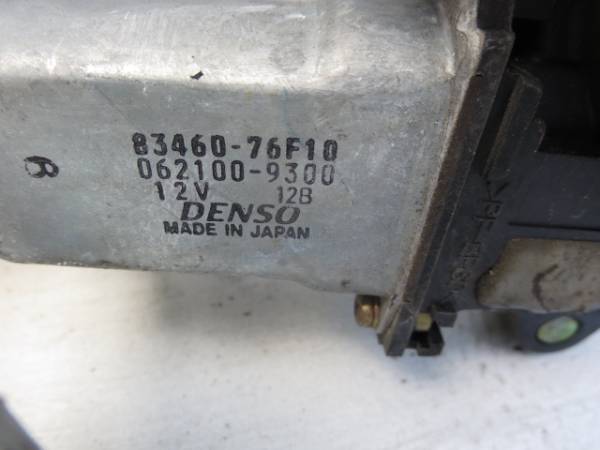 83460-76F10
062100-9300
12V 12B
DENSO
MADE IN JAPAN